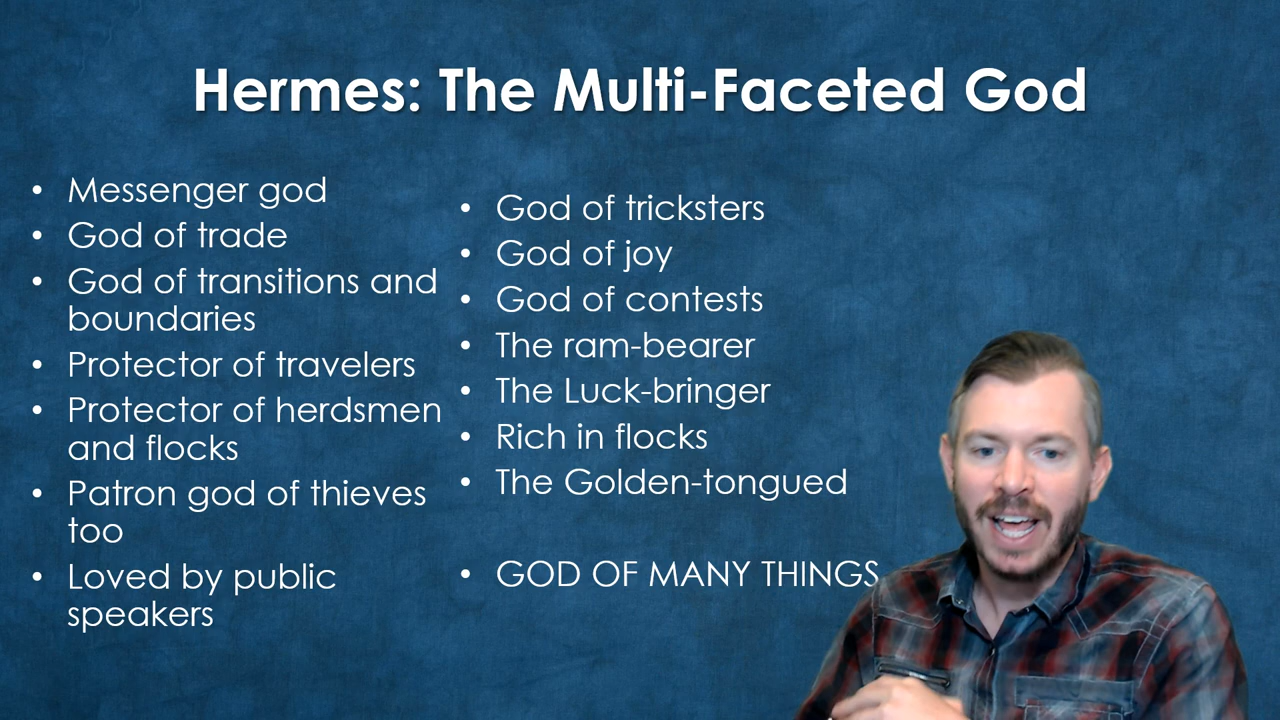 Hermes: The Multi-Faceted God
• Messenger god
• God of trade
• God of transitions and
boundaries
• Protector of travelers
• Protector of herdsmen
and flocks
• Patron god of thieves
too
• Loved by public
speakers
• God of tricksters
• God of joy
• God of contests
• The ram-bearer
• The Luck-bringer
• Rich in flocks
• The Golden-tongued
• GOD OF MANY THINGS